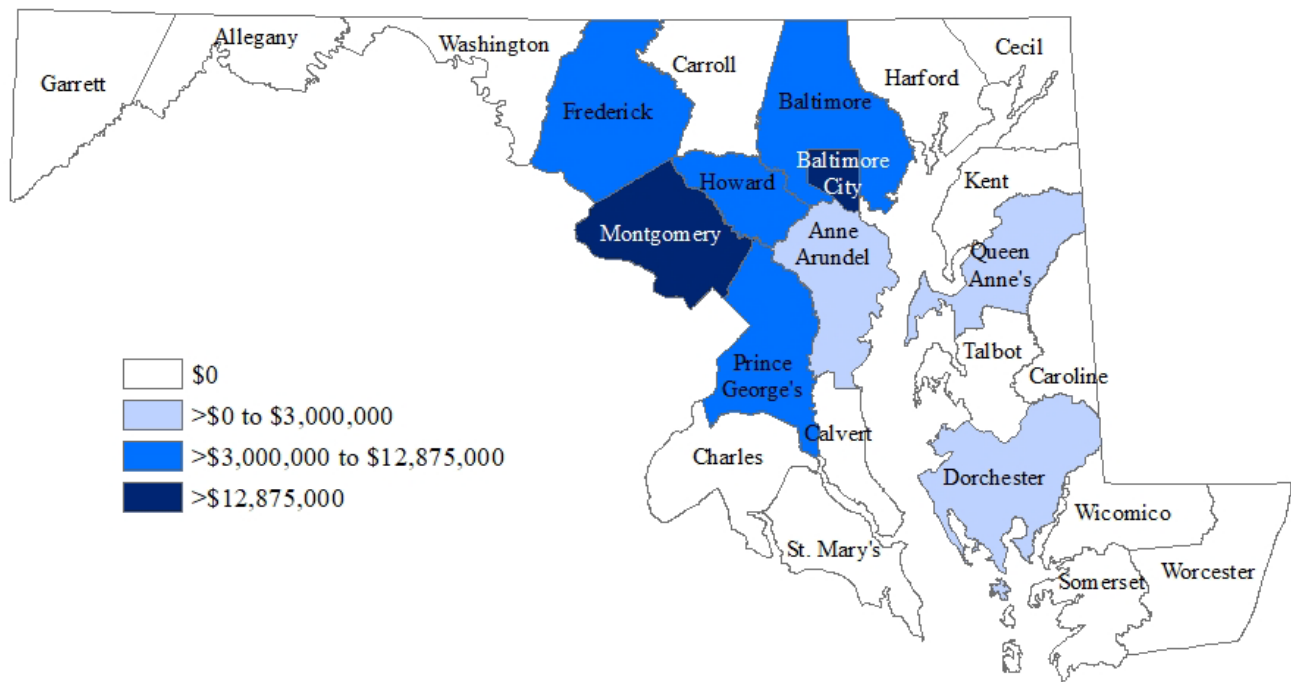 Allegany
Washington
Cecil
Carroll
Harford
Garrett
Frederick
Baltimore
Baltimore
City
Howard
Kent
Montgomery
Anne
Arundel
Queen
Anne's
Talbot
Prince
George's
Caroline
Calvert
Charles
Dorchester
Wicomico
St. Mary's
Somerset
Worcester
$0
>$0 to $3,000,000
>$3,000,000 to $12,875,000
>$12,875,000